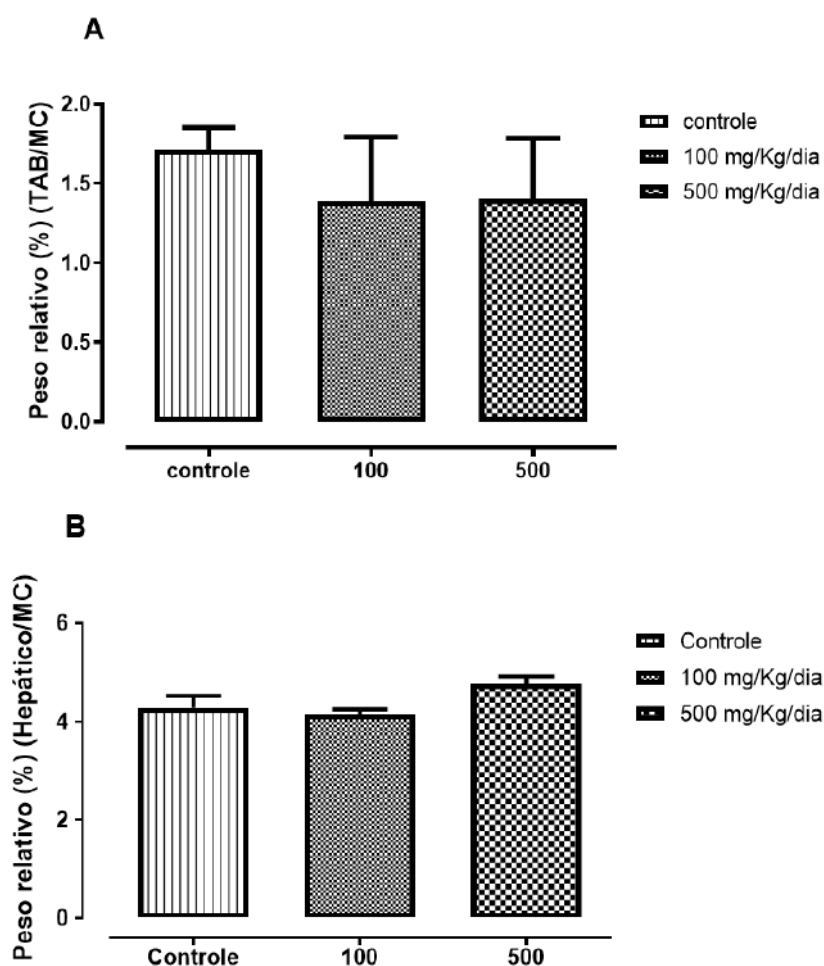 A
Peso relativo (%) (TAB/MC)
2.0
1.5
1.0
0.5
0.0
controle
100
500
controle
100 mg/Kg/dia
500 mg/Kg/dia
B
Peso relativo (%) (Hepático/MC)
6
4
2
0
Controle
100
500
Controle
100 mg/Kg/dia
500 mg/Kg/dia